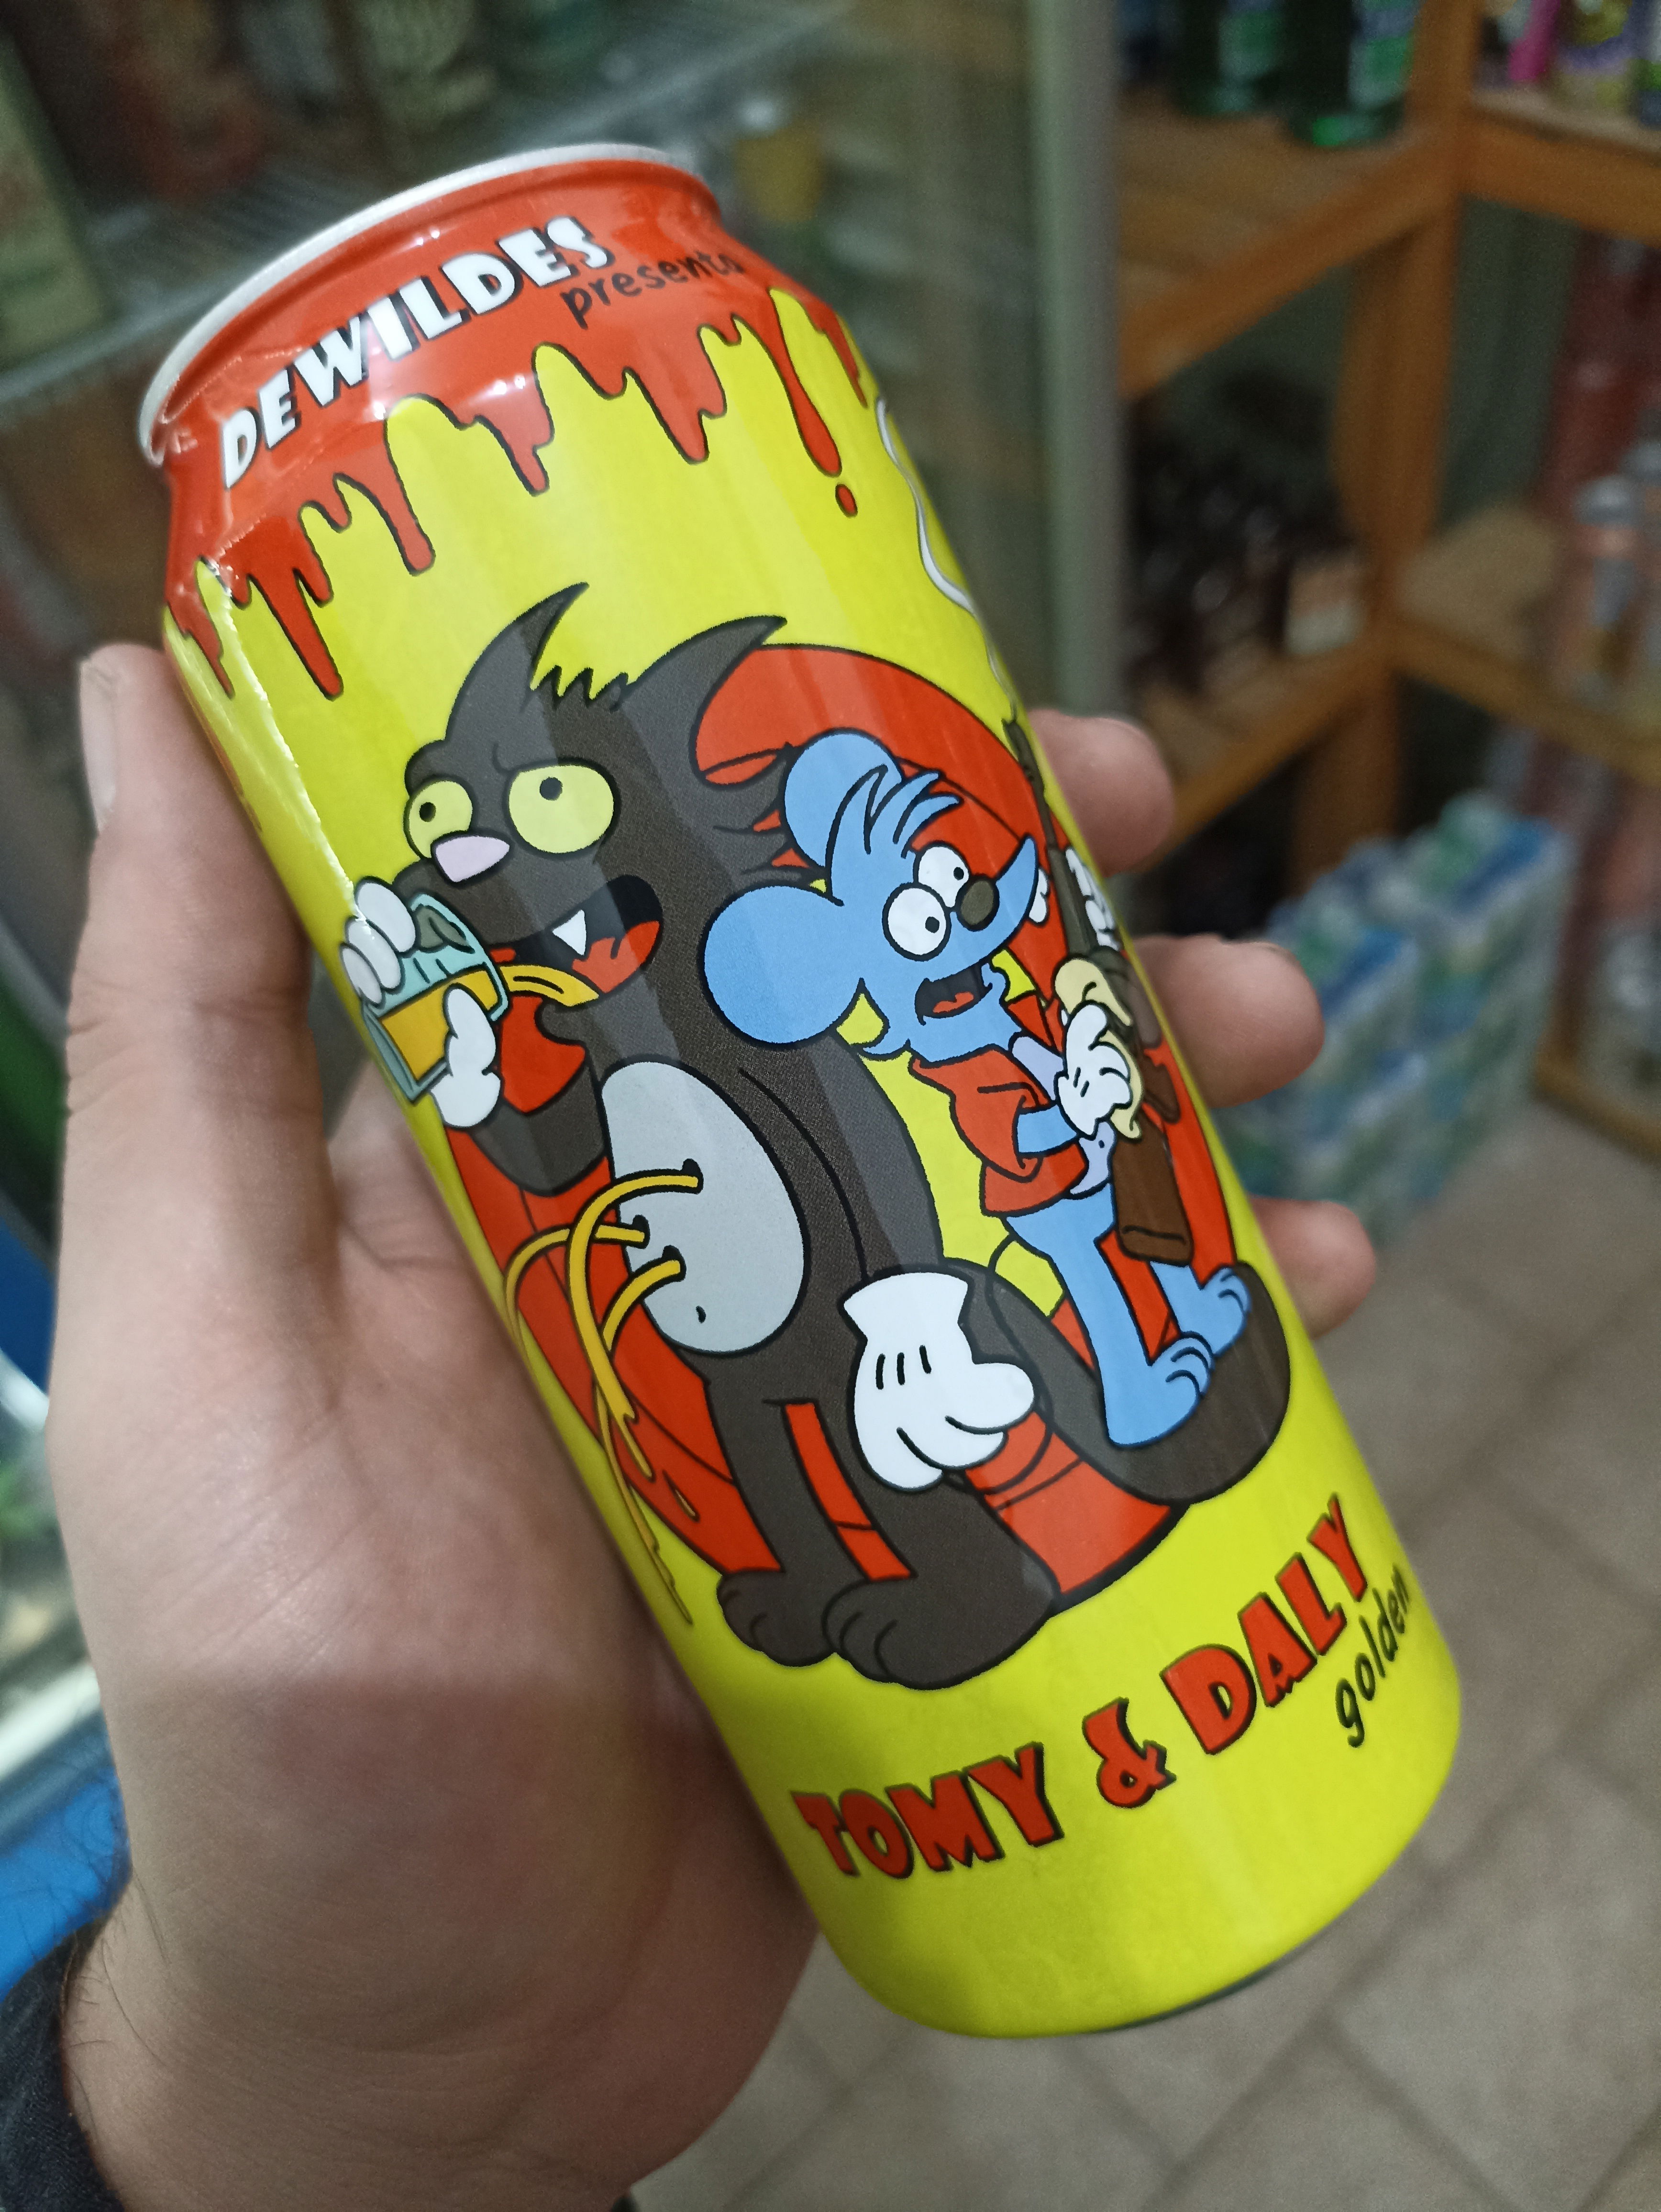 DEWILDES
presents
TOMY & DALY
golden